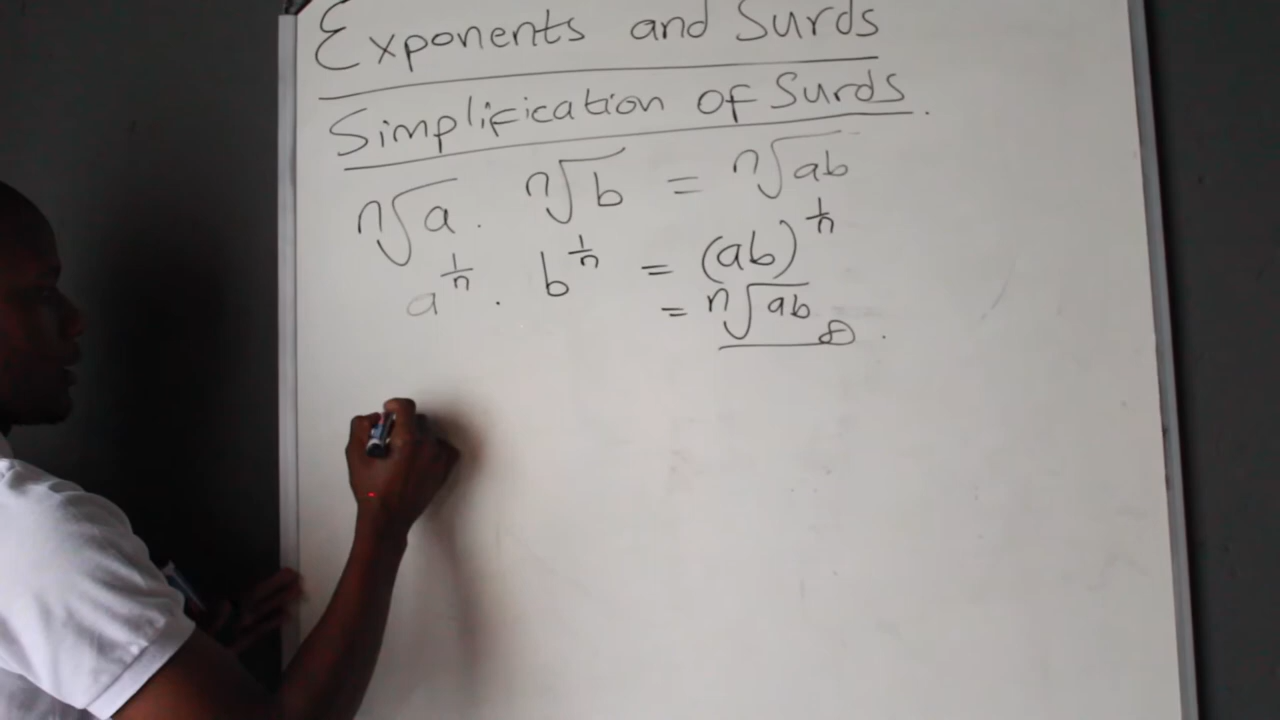 Exponents and Surds
Simplification of Surds.
ⁿ√a . ⁿ√b = ⁿ√ab
a^(1/n) . b^(1/n) = (ab)^(1/n)
= ⁿ√ab